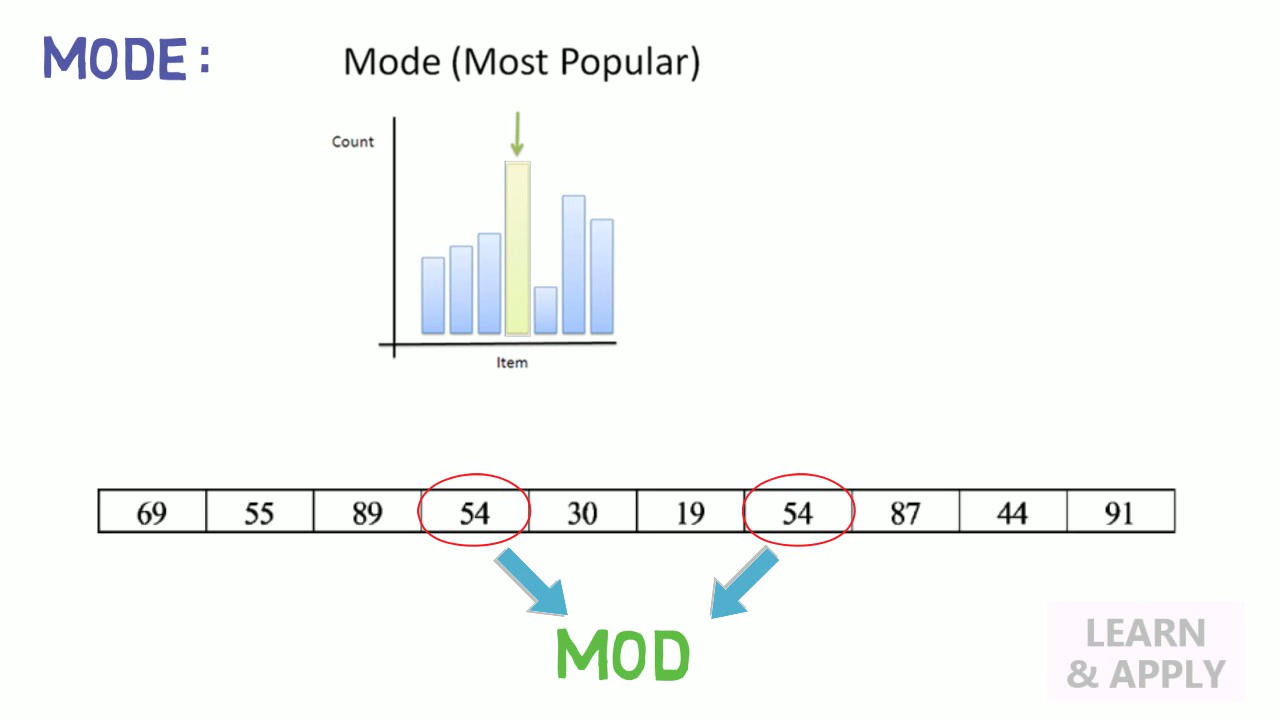 MODE:
Mode (Most Popular)
Count
Item
69 55 89 54 30 19 54 87 44 91
MOD
LEARN
& APPLY